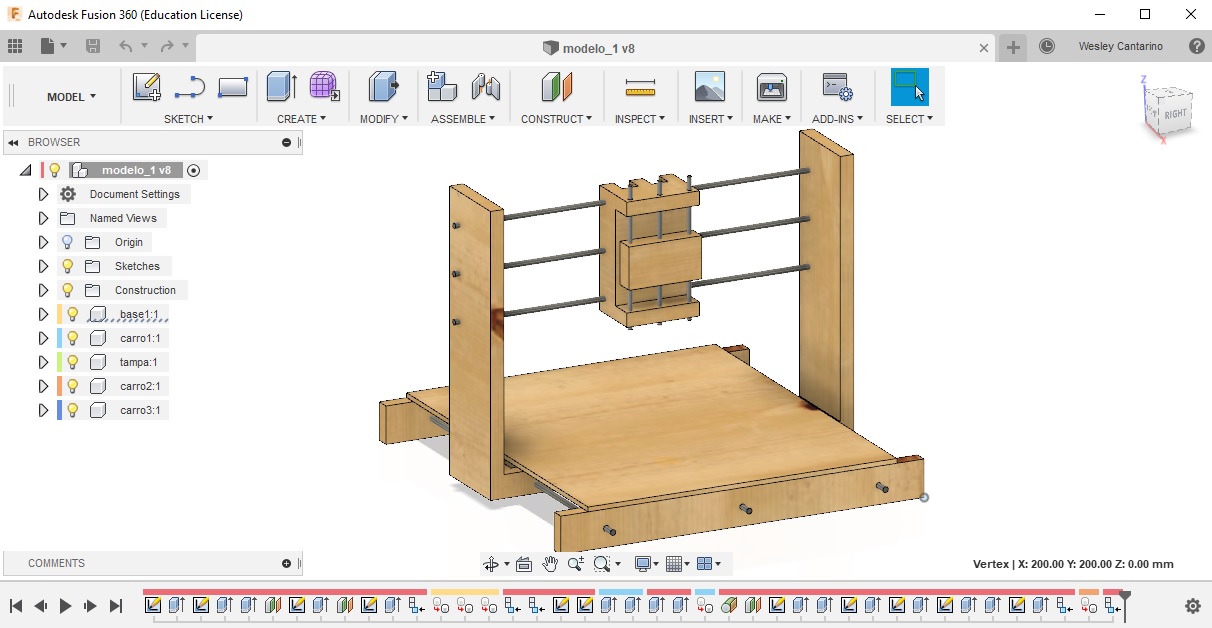 Autodesk Fusion 360 (Education License)
modelo_1 v8
Wesley Cantarino
MODEL
SKETCH
CREATE
MODIFY
ASSEMBLE
CONSTRUCT
INSPECT
INSERT
MAKE
ADD-INS
SELECT
Z
RIGHT
X
BROWSER
modelo_1 v8
Document Settings
Named Views
Origin
Sketches
Construction
base1:1
carro1:1
tampa:1
carro2:1
carro3:1
COMMENTS
Vertex | X: 200.00 Y: 200.00 Z: 0.00 mm